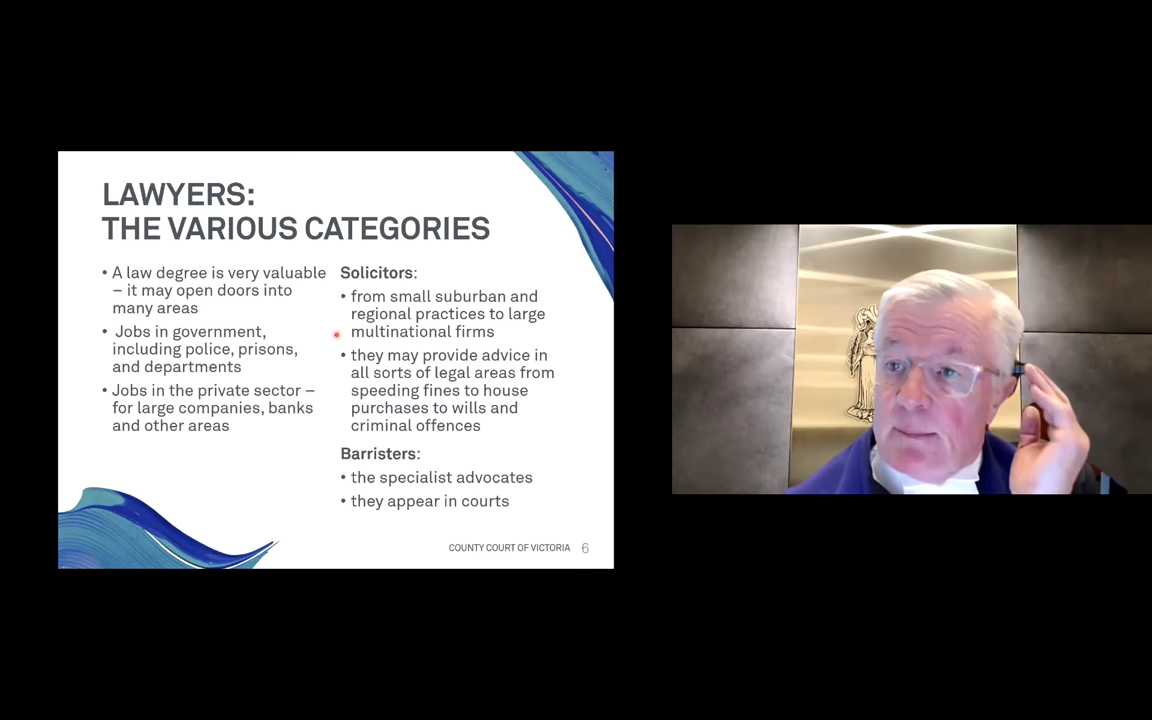 LAWYERS:
THE VARIOUS CATEGORIES
• A law degree is very valuable
– it may open doors into
many areas
• Jobs in government,
including police, prisons,
and departments
• Jobs in the private sector –
for large companies, banks
and other areas
Solicitors:
• from small suburban and
regional practices to large
multinational firms
• they may provide advice in
all sorts of legal areas from
speeding fines to house
purchases to wills and
criminal offences
Barristers:
• the specialist advocates
• they appear in courts
COUNTY COURT OF VICTORIA 6